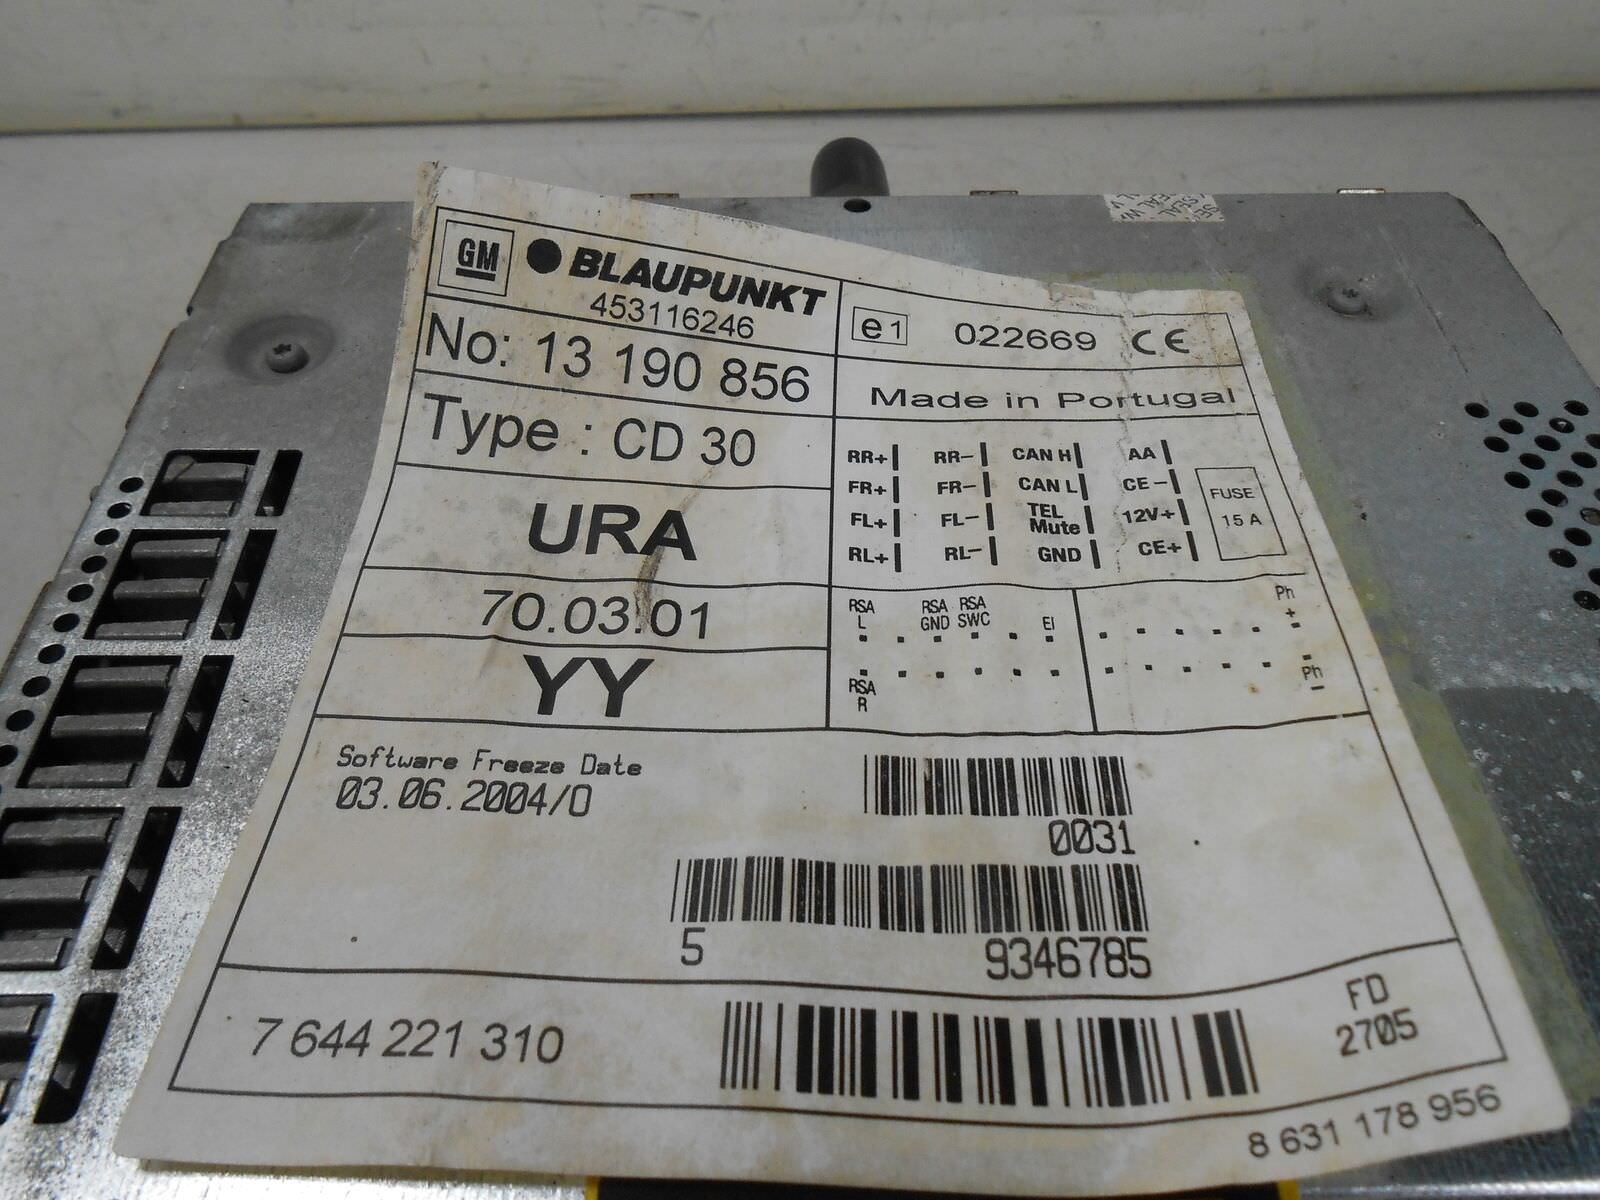 GM
BLAUPUNKT
453116246
No: 13 190 856
Type : CD 30
URA
70.03.01
YY
e1 022669 CE
Made in Portugal
RR+ RR- CAN H AA
FR+ FR- CAN L CE-
FL+ FL- TEL Mute 12V+
RL+ RL- GND CE+
FUSE
15 A
RSA L RSA GND RSA SWC EI Ph +
RSA R Ph -
Software Freeze Date
03.06.2004/D
0031
5 9346785
7 644 221 310
FD
2705
8 631 178 956